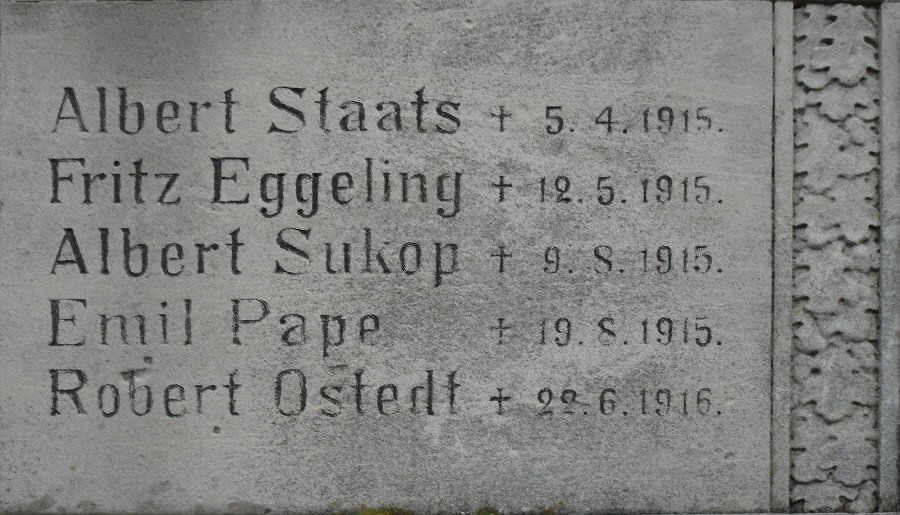 Albert Staats † 5. 4. 1915.
Fritz Eggeling † 12. 5. 1915.
Albert Sukop † 9. 8. 1915.
Emil Pape † 19. 8. 1915.
Robert Ostedt † 22. 6. 1916.